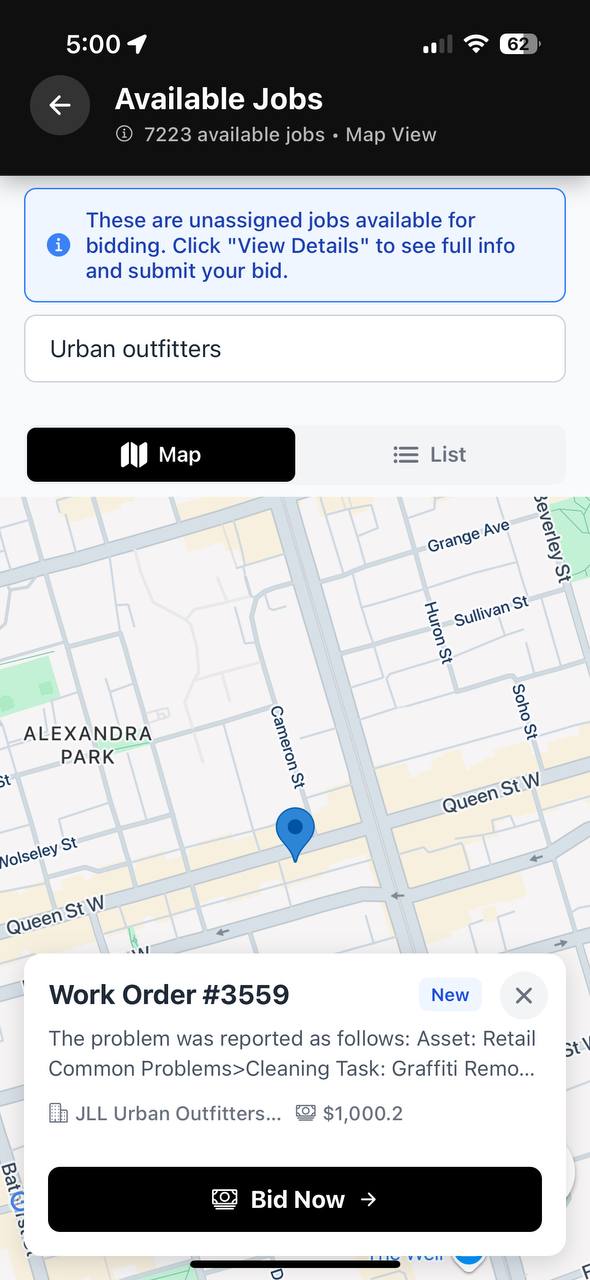 5:00
62
Available Jobs
7223 available jobs • Map View
These are unassigned jobs available for
bidding. Click "View Details" to see full info
and submit your bid.
Urban outfitters
Map
List
Beverley St
Grange Ave
Sullivan St
Huron St
Soho St
ALEXANDRA
PARK
Cameron St
St
Queen St W
Wolseley St
Queen St W
W
Work Order #3559
New
The problem was reported as follows: Asset: Retail
Common Problems>Cleaning Task: Graffiti Remo...
St W
JLL Urban Outfitters...
$1,000.2
Bid Now
The Well
D